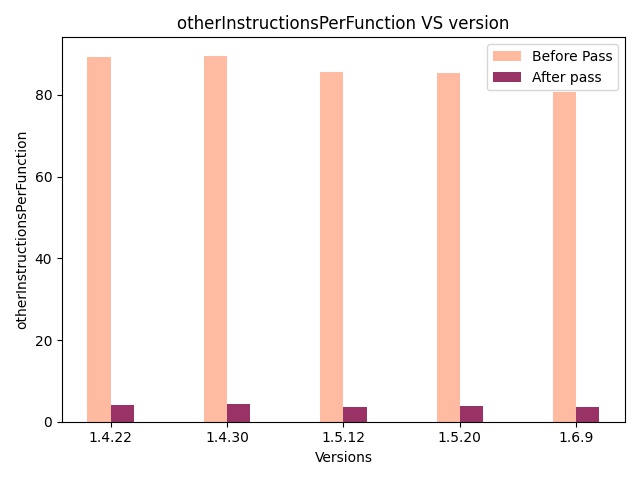 otherInstructionsPerFunction VS version
Before Pass
After pass
otherInstructionsPerFunction
80
60
40
20
0
1.4.22 1.4.30 1.5.12 1.5.20 1.6.9
Versions